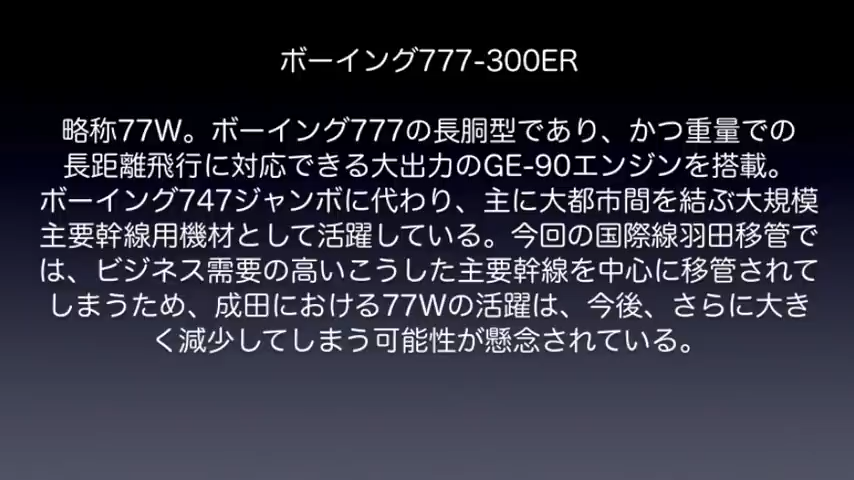 ボーイング777-300ER
略称77W。ボーイング777の長胴型であり、かつ重量での
長距離飛行に対応できる大出力のGE-90エンジンを搭載。
ボーイング747ジャンボに代わり、主に大都市間を結ぶ大規模
主要幹線用機材として活躍している。今回の国際線羽田移管で
は、ビジネス需要の高いこうした主要幹線を中心に移管されて
しまうため、成田における77Wの活躍は、今後、さらに大き
く減少してしまう可能性が懸念されている。